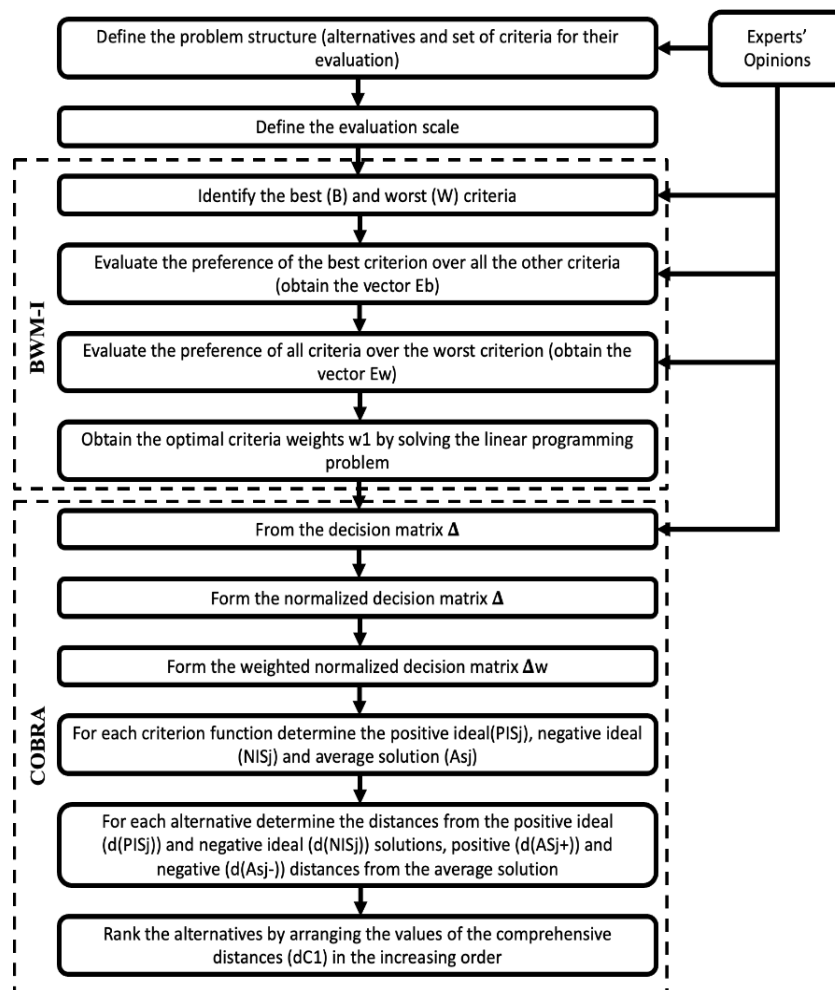 Define the problem structure (alternatives and set of criteria for their
evaluation)
Experts'
Opinions
Define the evaluation scale
BWM-I
Identify the best (B) and worst (W) criteria
Evaluate the preference of the best criterion over all the other criteria
(obtain the vector Eb)
Evaluate the preference of all criteria over the worst criterion (obtain the
vector Ew)
Obtain the optimal criteria weights w1 by solving the linear programming
problem
COBRA
From the decision matrix Δ
Form the normalized decision matrix Δ
Form the weighted normalized decision matrix Δw
For each criterion function determine the positive ideal(PISj), negative ideal
(NISj) and average solution (Asj)
For each alternative determine the distances from the positive ideal
(d(PISj)) and negative ideal (d(NISj)) solutions, positive (d(ASj+)) and
negative (d(Asj-)) distances from the average solution
Rank the alternatives by arranging the values of the comprehensive
distances (dC1) in the increasing order